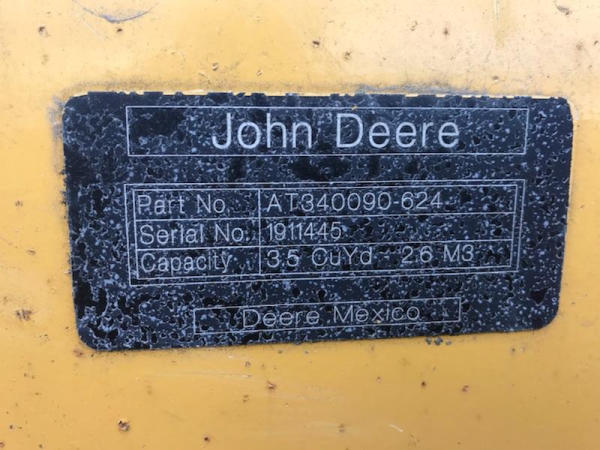 John Deere
Part No. AT340090-624
Serial No. 1911445
Capacity 3.5 CuYd 2.6 M3
Deere Mexico